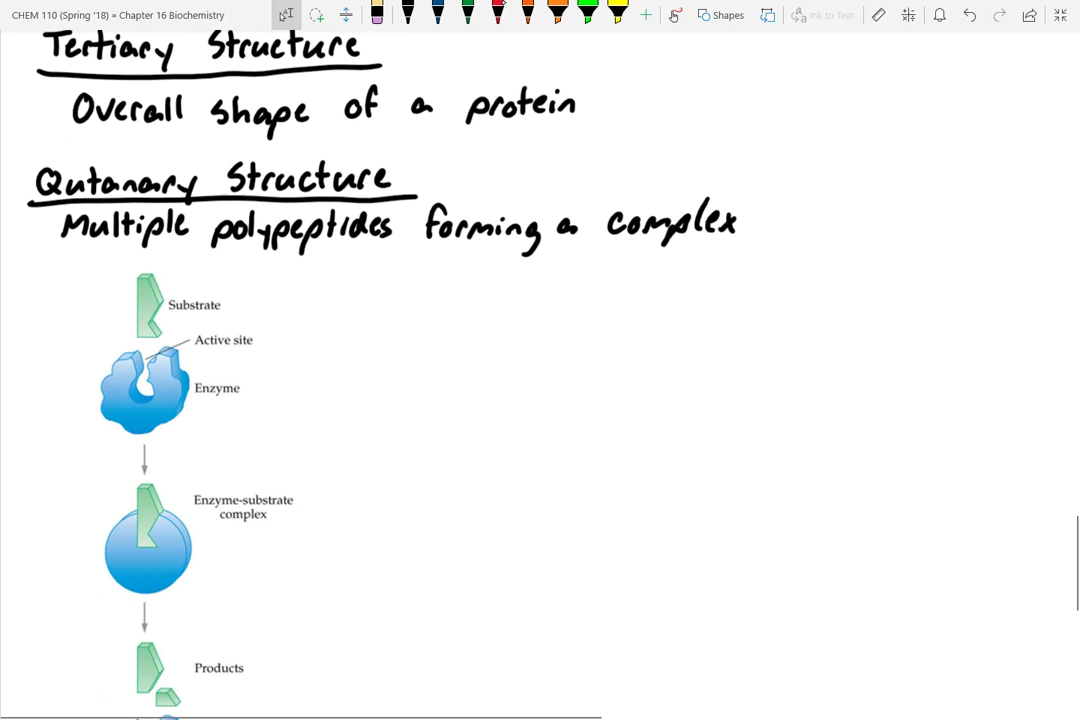 CHEM 110 (Spring '18) » Chapter 16 Biochemistry
Shapes
Ink to Text
Tertiary Structure
Overall shape of a protein
Qutanary Structure
Multiple polypeptides forming a complex
Substrate
Active site
Enzyme
Enzyme-substrate
complex
Products